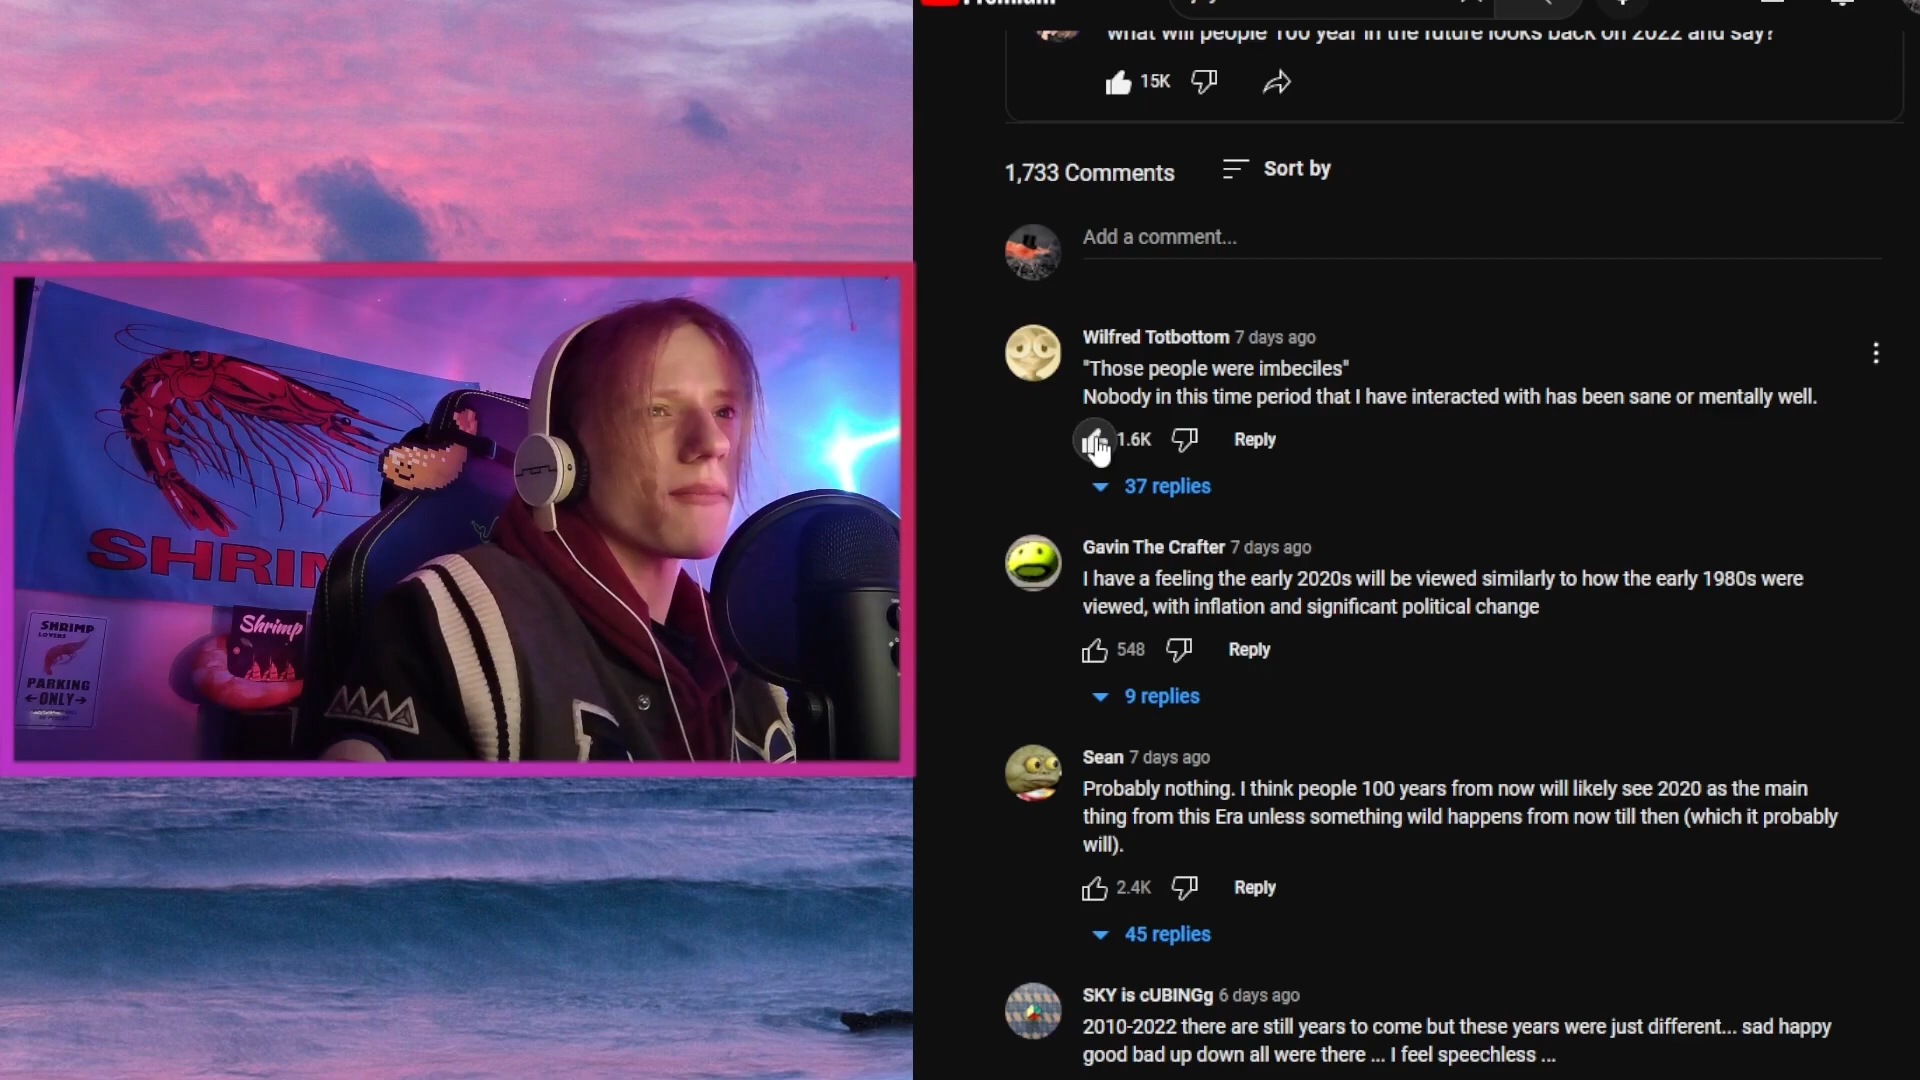 Premium
what will people 100 year in the future looks back on 2022 and say?
15K
1,733 Comments
Sort by
Add a comment...
Wilfred Totbottom 7 days ago
"Those people were imbeciles"
Nobody in this time period that I have interacted with has been sane or mentally well.
1.6K
Reply
37 replies
Gavin The Crafter 7 days ago
I have a feeling the early 2020s will be viewed similarly to how the early 1980s were
viewed, with inflation and significant political change
548
Reply
9 replies
Sean 7 days ago
Probably nothing. I think people 100 years from now will likely see 2020 as the main
thing from this Era unless something wild happens from now till then (which it probably
will).
2.4K
Reply
45 replies
SKY is cUBINGg 6 days ago
2010-2022 there are still years to come but these years were just different... sad happy
good bad up down all were there ... I feel speechless ...
SHRIM
SHRIMP
LOVERS
PARKING
ONLY
Shrimp